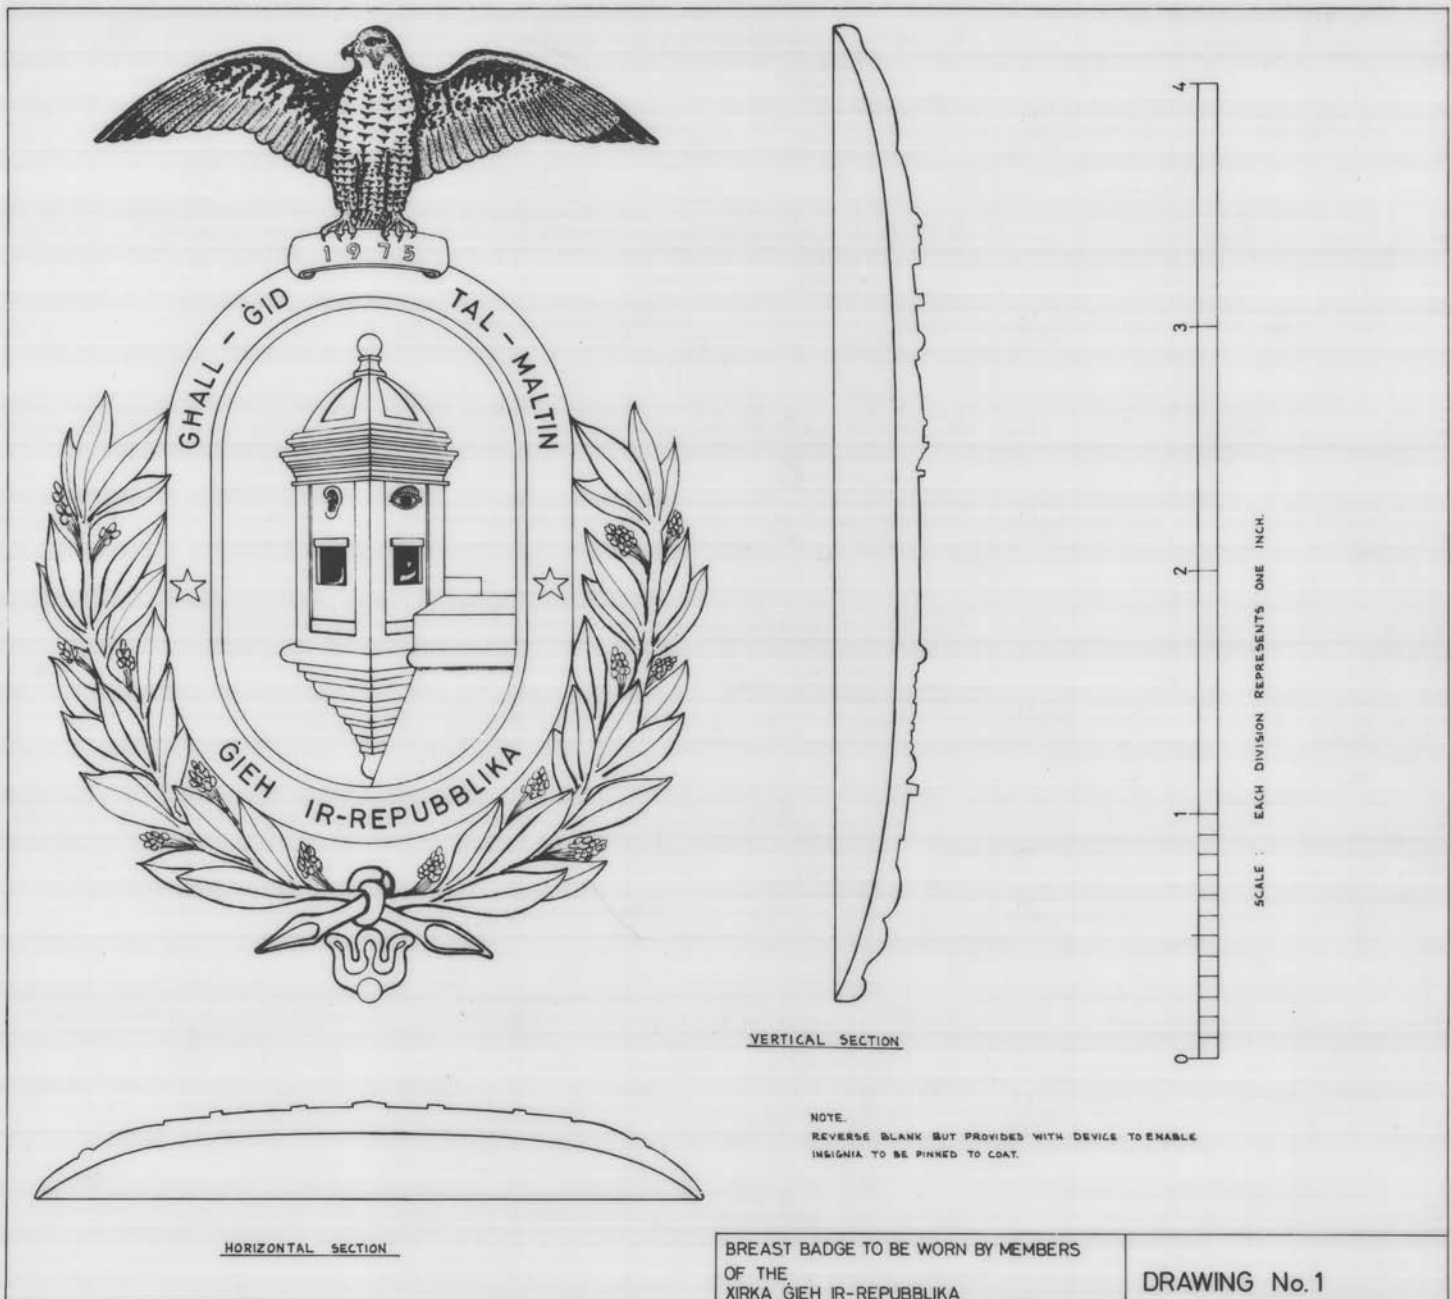 1975
GHALL-ĠID TAL-MALTIN
ĠIEH IR-REPUBBLIKA
VERTICAL SECTION
4
3
2
1
0
SCALE : EACH DIVISION REPRESENTS ONE INCH.
NOTE.
REVERSE BLANK BUT PROVIDED WITH DEVICE TO ENABLE
INSIGNIA TO BE PINNED TO COAT.
HORIZONTAL SECTION
BREAST BADGE TO BE WORN BY MEMBERS
OF THE
XIRKA ĠIEH IR-REPUBBLIKA
DRAWING No. 1